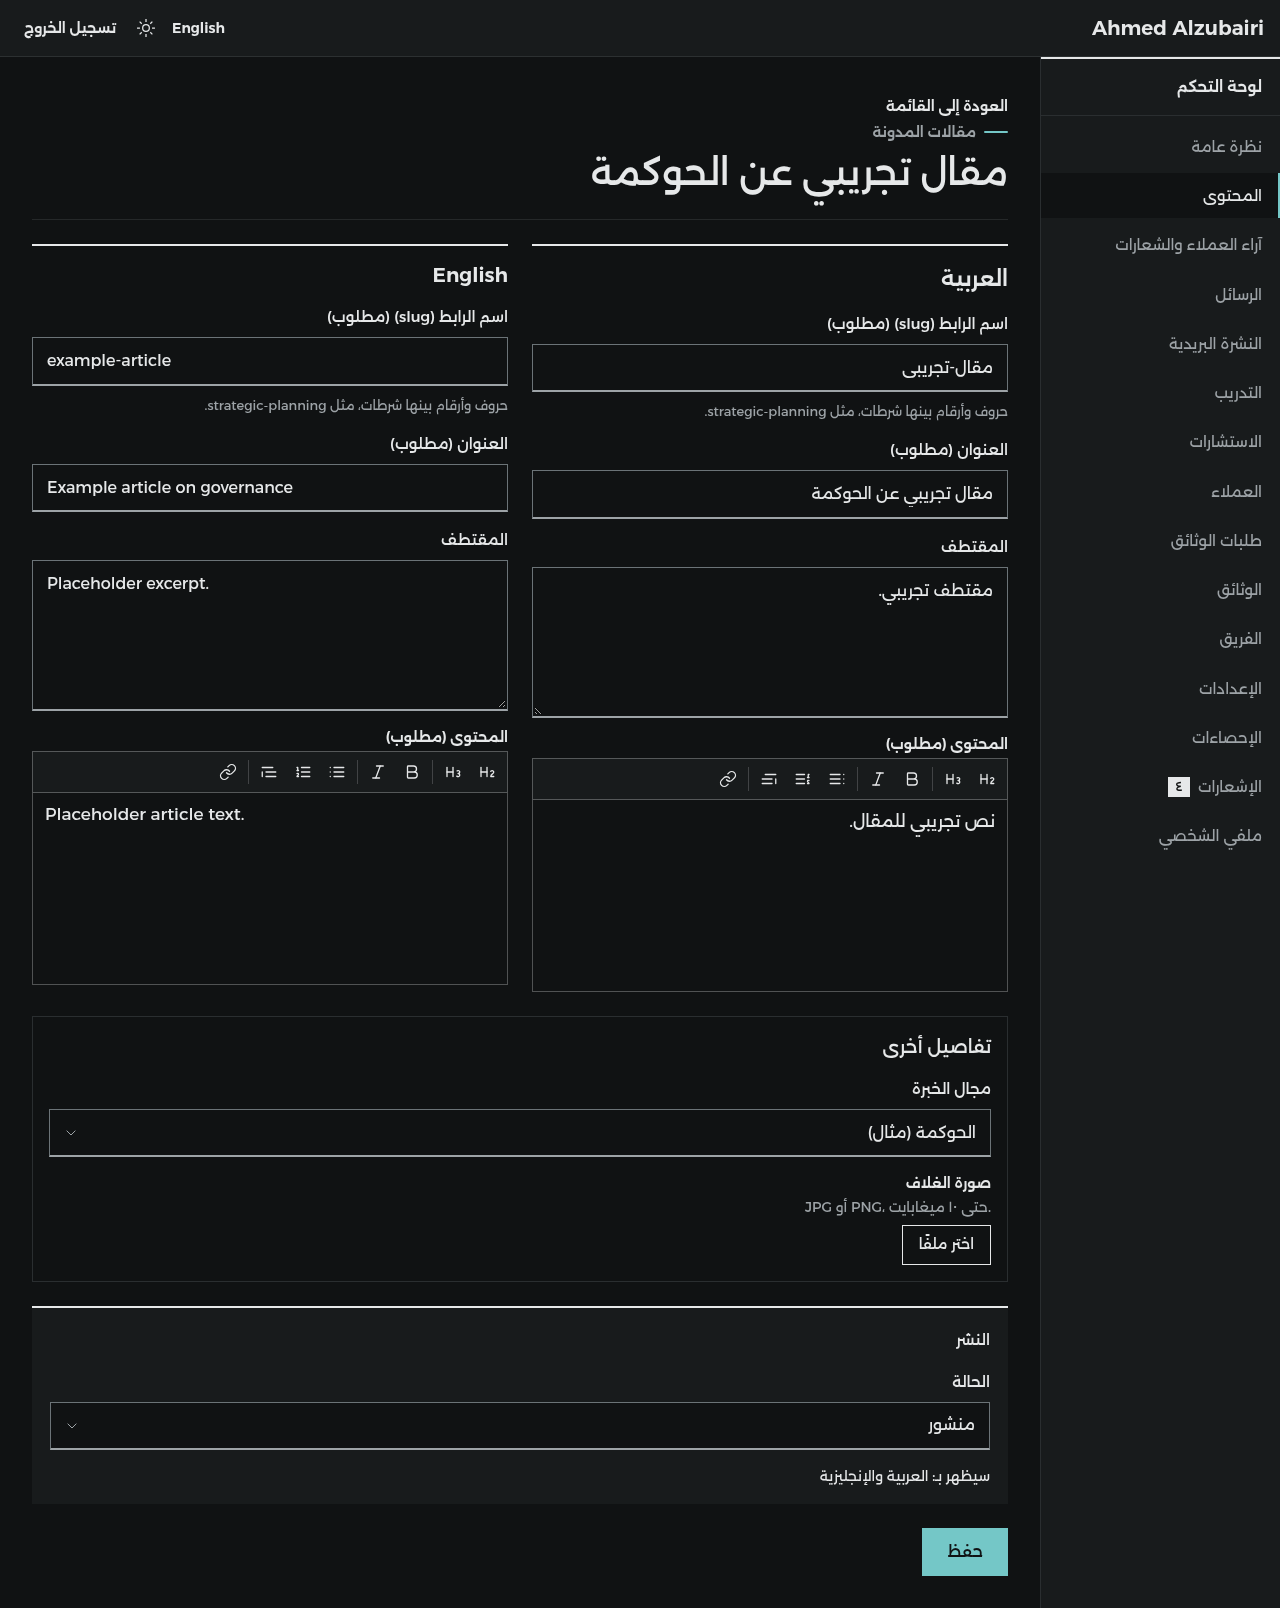 Ahmed Alzubairi
English
تسجيل الخروج
لوحة التحكم
نظرة عامة
المحتوى
آراء العملاء والشعارات
الرسائل
النشرة البريدية
التدريب
الاستشارات
العملاء
طلبات الوثائق
الوثائق
الفريق
الإعدادات
الإحصاءات
الإشعارات ٤
ملفي الشخصي
العودة إلى القائمة
مقالات المدونة
مقال تجريبي عن الحوكمة
العربية
اسم الرابط (slug) (مطلوب)
مقال-تجريبى
حروف وأرقام بينها شرطات، مثل strategic-planning.
العنوان (مطلوب)
مقال تجريبي عن الحوكمة
المقتطف
مقتطف تجريبي.
المحتوى (مطلوب)
H2 H3 B I
نص تجريبي للمقال.
English
اسم الرابط (slug) (مطلوب)
example-article
حروف وأرقام بينها شرطات، مثل strategic-planning.
العنوان (مطلوب)
Example article on governance
المقتطف
Placeholder excerpt.
المحتوى (مطلوب)
H2 H3 B I
Placeholder article text.
تفاصيل أخرى
مجال الخبرة
الحوكمة (مثال)
صورة الغلاف
JPG أو PNG، حتى ١٠ ميغابايت.
اختر ملفًا
النشر
الحالة
منشور
سيظهر بـ: العربية والإنجليزية
حفظ